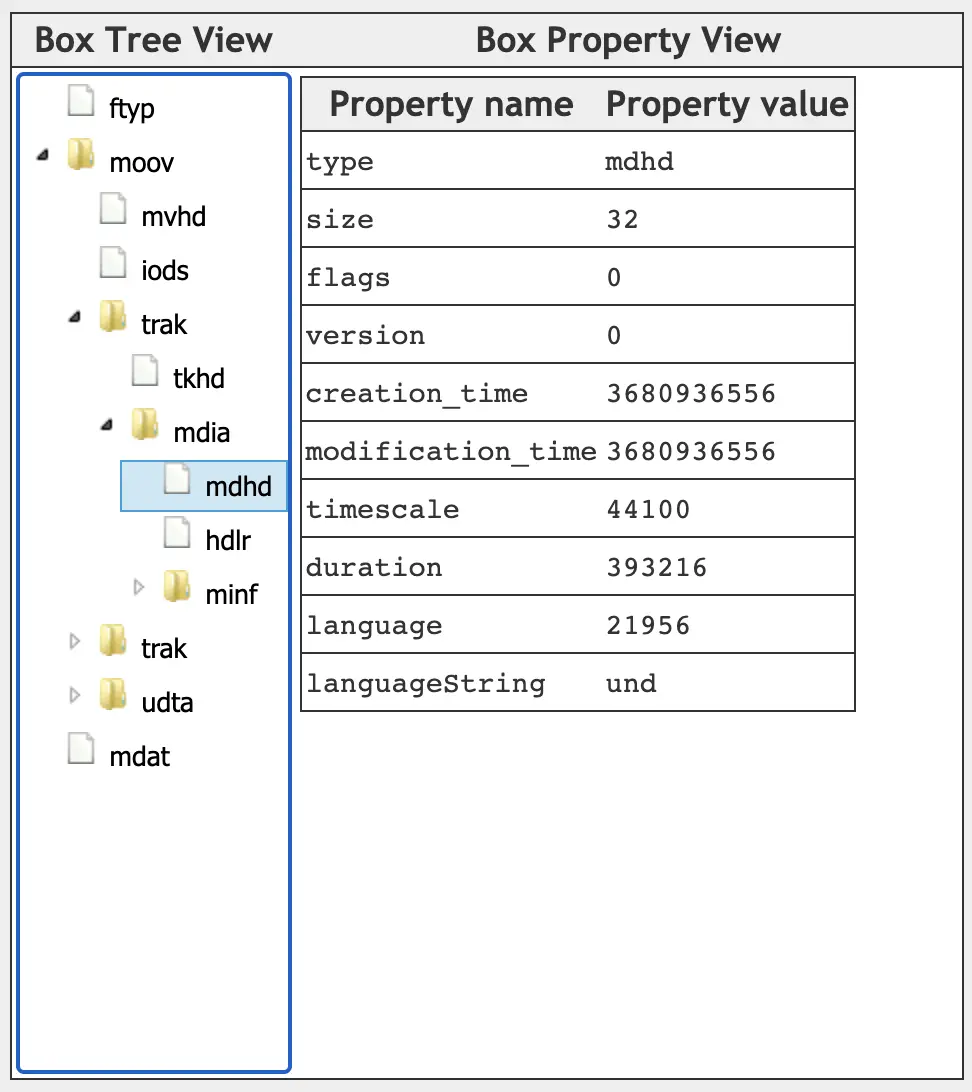 Box Tree View
Box Property View
ftyp
moov
mvhd
iods
trak
tkhd
mdia
mdhd
hdlr
minf
trak
udta
mdat
Property name Property value
type mdhd
size 32
flags 0
version 0
creation_time 3680936556
modification_time 3680936556
timescale 44100
duration 393216
language 21956
languageString und